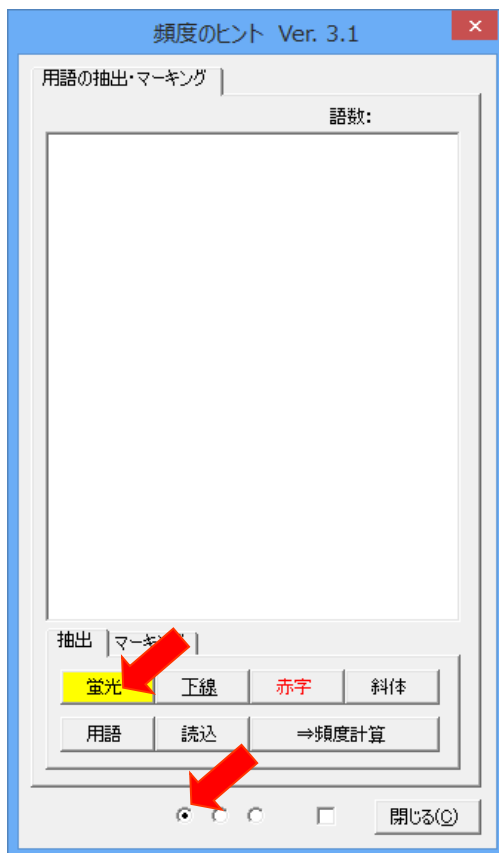 頻度のヒント Ver. 3.1
用語の抽出・マーキング
語数:
抽出
蛍光 下線 赤字 斜体
用語 読込 ⇒頻度計算
閉じる(C)